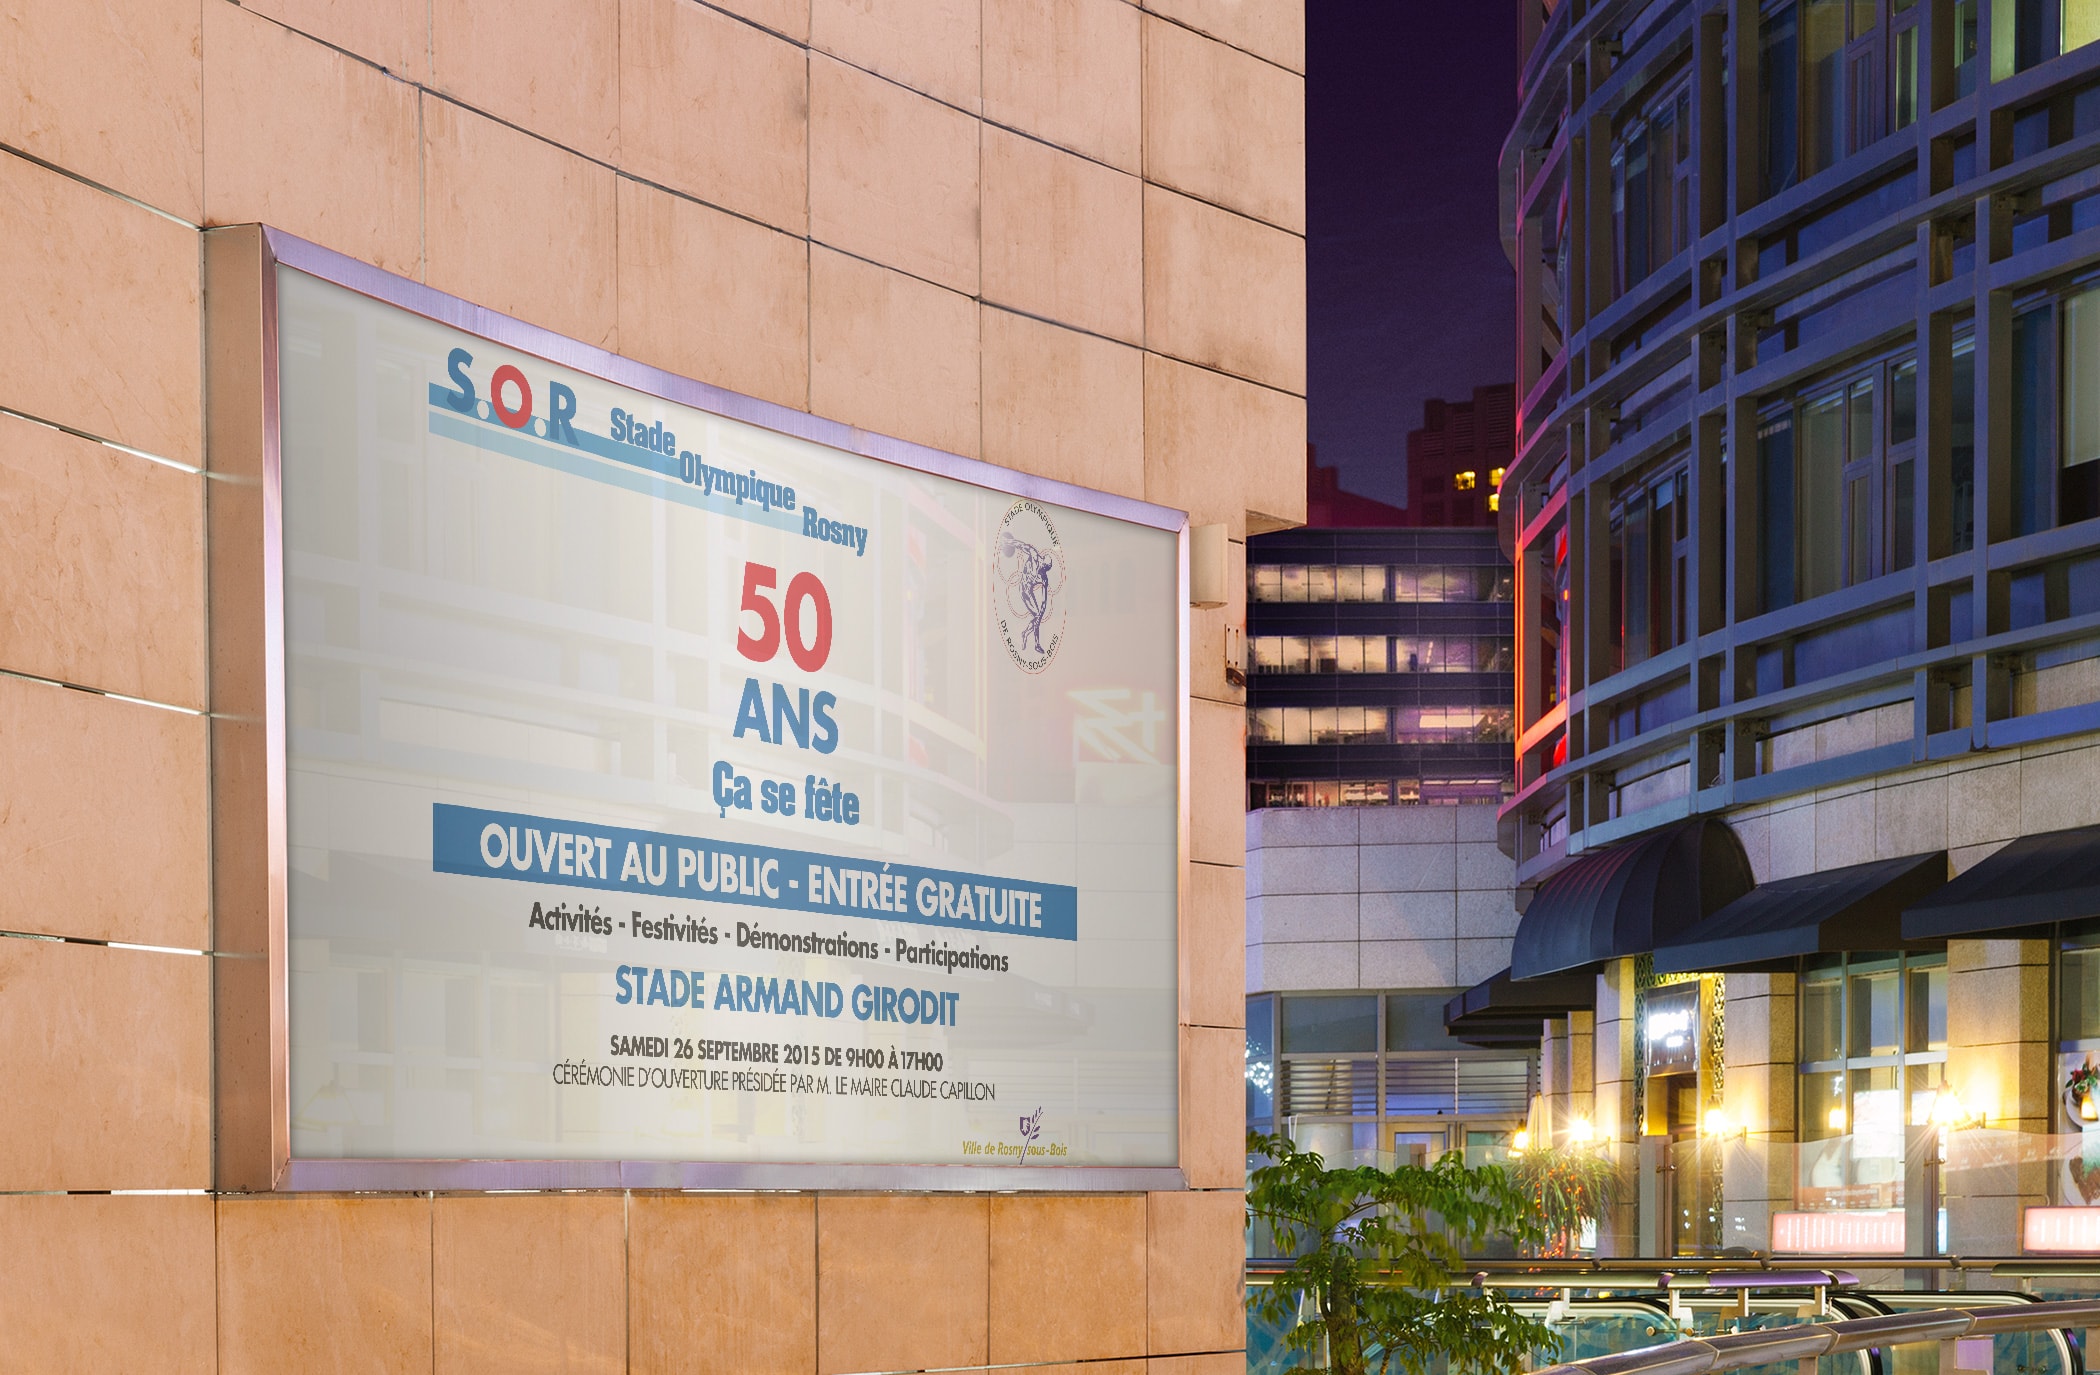 S.O.R Stade
Olympique
Rosny
STADE OLYMPIQUE
DE ROSNY-SOUS-BOIS
50
ANS
Ça se fête
OUVERT AU PUBLIC - ENTRÉE GRATUITE
Activités - Festivités - Démonstrations - Participations
STADE ARMAND GIRODIT
SAMEDI 26 SEPTEMBRE 2015 DE 9H00 À 17H00
CÉRÉMONIE D'OUVERTURE PRÉSIDÉE PAR M. LE MAIRE CLAUDE CAPILLON
Ville de Rosny/sous-Bois